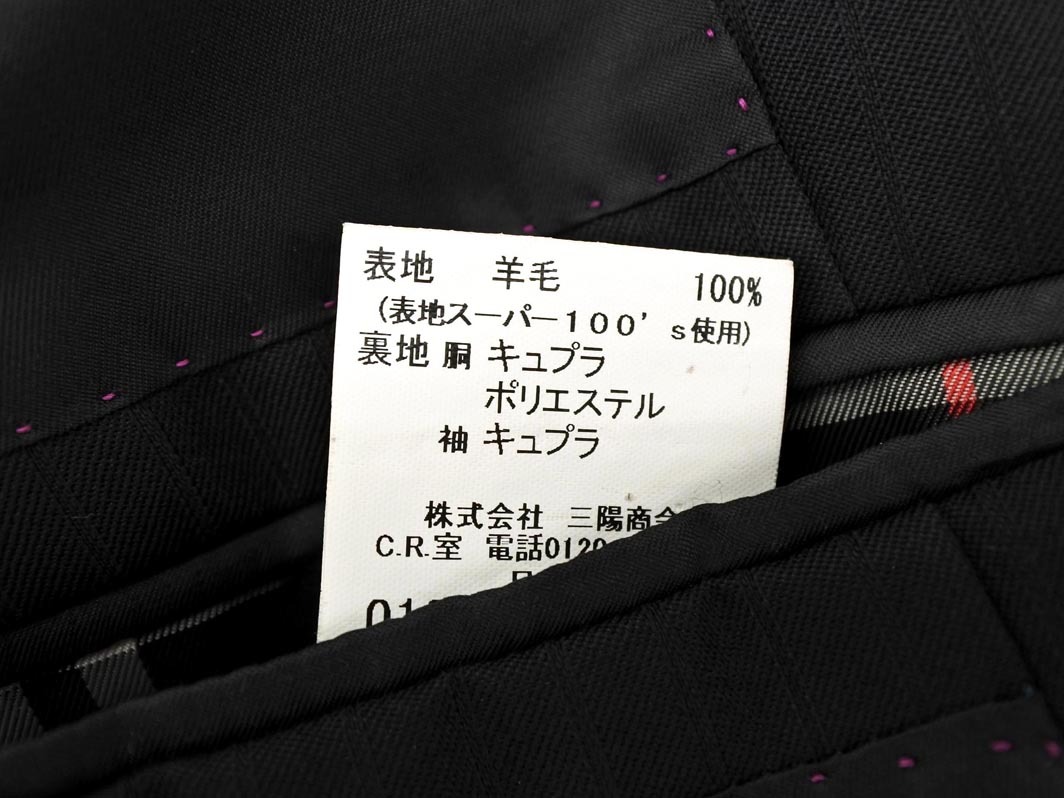 表地 羊毛 100%
(表地スーパー100's使用)
裏地 胴 キュプラ
ポリエステル
袖 キュプラ
株式会社 三陽商会
C.R.室 電話0120